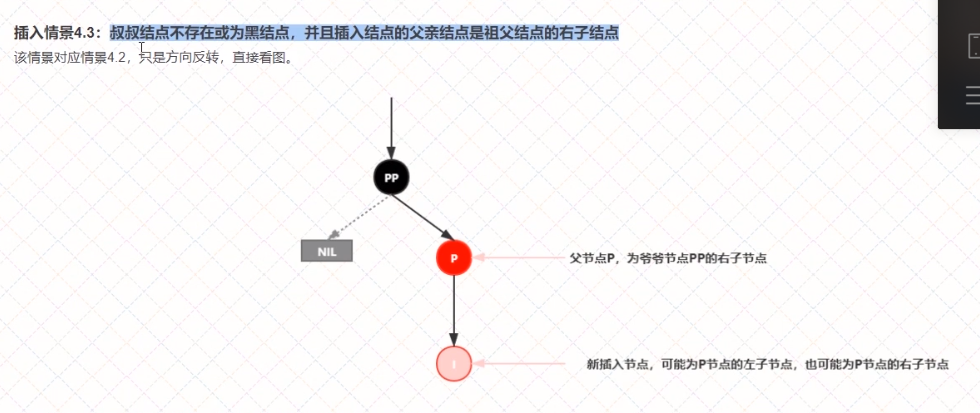 插入情景4.3：叔叔结点不存在或为黑结点，并且插入结点的父亲结点是祖父结点的右子结点
该情景对应情景4.2，只是方向反转，直接看图。
PP
NIL
P
父节点P，为爷爷节点PP的右子节点
I
新插入节点，可能为P节点的左子节点，也可能为P节点的右子节点